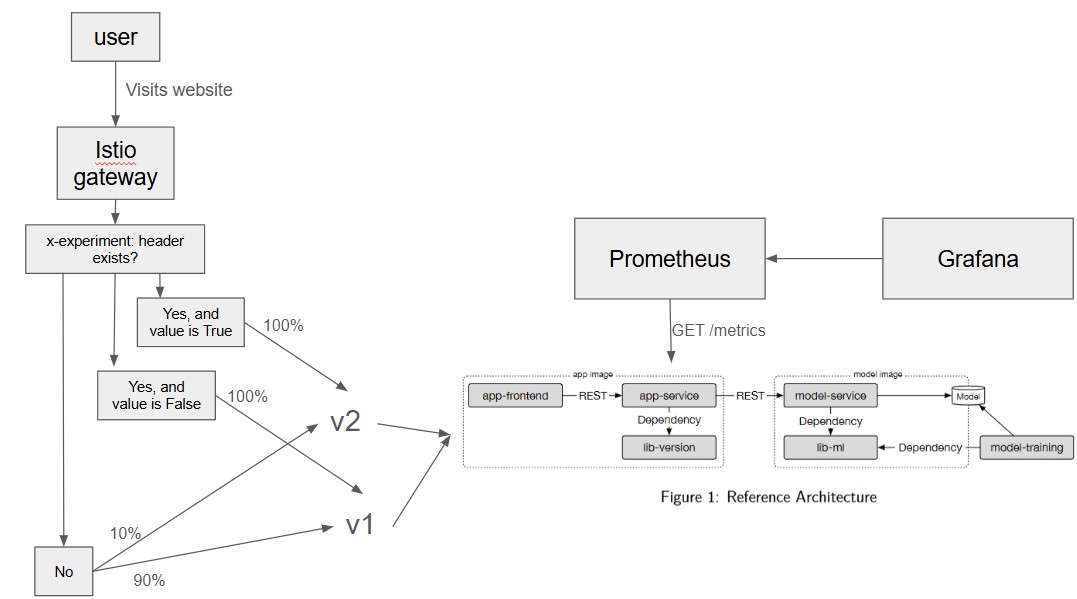 user
Visits website
Istio
gateway
x-experiment: header
exists?
Yes, and
value is True
100%
Yes, and
value is False
100%
v2
v1
10%
90%
No
Prometheus
Grafana
GET /metrics
app image
app-frontend
REST
app-service
Dependency
lib-version
REST
model image
model-service
Model
Dependency
lib-ml
Dependency
model-training
Figure 1: Reference Architecture